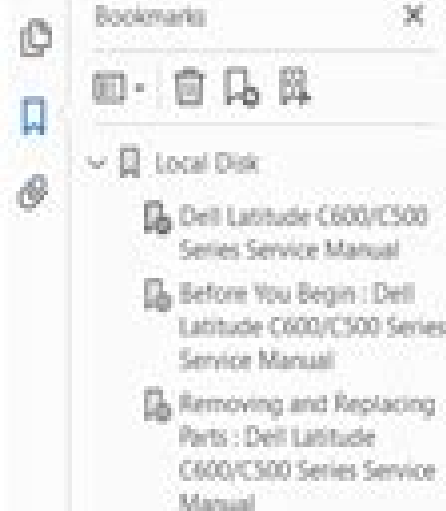 Bookmarks
Local Disk
Dell Latitude C600/C500
Series Service Manual
Before You Begin : Dell
Latitude C600/C500 Series
Service Manual
Removing and Replacing
Parts : Dell Latitude
C600/C500 Series Service
Manual